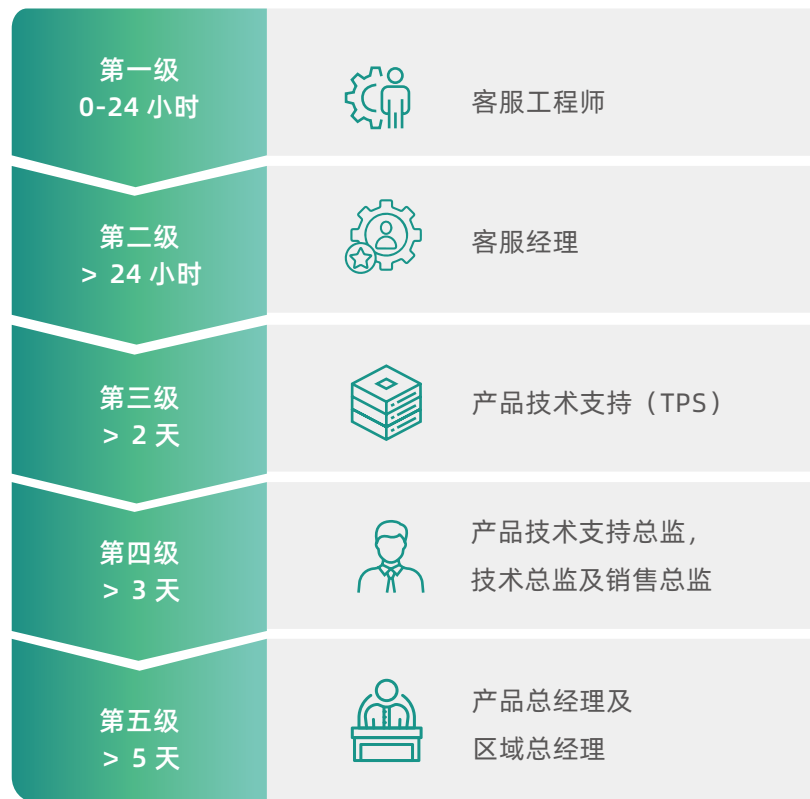 第一级
0-24 小时
客服工程师
第二级
> 24 小时
客服经理
第三级
> 2 天
产品技术支持（TPS）
第四级
> 3 天
产品技术支持总监，
技术总监及销售总监
第五级
> 5 天
产品总经理及
区域总经理